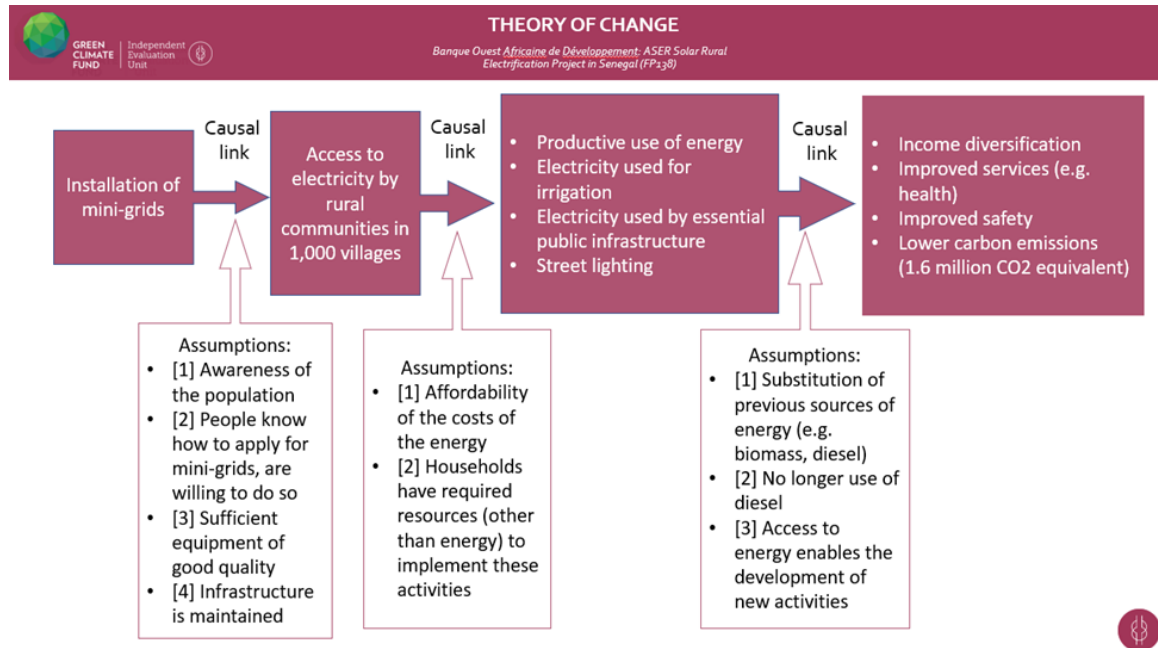 THEORY OF CHANGE
Banque Ouest Africaine de Développement: ASER Solar Rural
Electrification Project in Senegal (FP138)
GREEN
CLIMATE
FUND
Independent
Evaluation
Unit
Installation of
mini-grids
Causal
link
Access to
electricity by
rural
communities in
1,000 villages
Causal
link
• Productive use of energy
• Electricity used for
irrigation
• Electricity used by essential
public infrastructure
• Street lighting
Causal
link
• Income diversification
• Improved services (e.g.
health)
• Improved safety
• Lower carbon emissions
(1.6 million CO2 equivalent)
Assumptions:
• [1] Awareness of
the population
• [2] People know
how to apply for
mini-grids, are
willing to do so
• [3] Sufficient
equipment of
good quality
• [4] Infrastructure
is maintained
Assumptions:
• [1] Affordability
of the costs of
the energy
• [2] Households
have required
resources (other
than energy) to
implement these
activities
Assumptions:
• [1] Substitution of
previous sources of
energy (e.g.
biomass, diesel)
• [2] No longer use of
diesel
• [3] Access to
energy enables the
development of
new activities